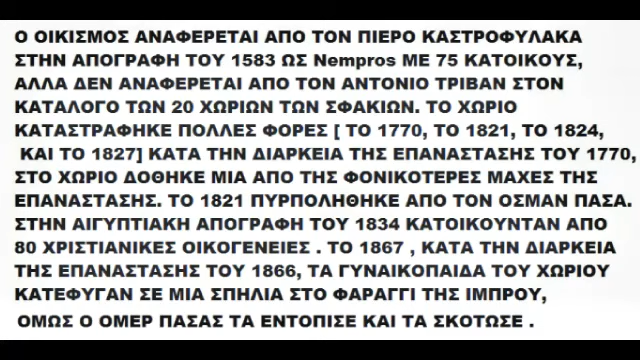 Ο ΟΙΚΙΣΜΟΣ ΑΝΑΦΕΡΕΤΑΙ ΑΠΟ ΤΟΝ ΠΙΕΡΟ ΚΑΣΤΡΟΦΥΛΑΚΑ
ΣΤΗΝ ΑΠΟΓΡΑΦΗ ΤΟΥ 1583 ΩΣ Nempros ΜΕ 75 ΚΑΤΟΙΚΟΥΣ,
ΑΛΛΑ ΔΕΝ ΑΝΑΦΕΡΕΤΑΙ ΑΠΟ ΤΟΝ ΑΝΤΟΝΙΟ ΤΡΙΒΑΝ ΣΤΟΝ
ΚΑΤΑΛΟΓΟ ΤΩΝ 20 ΧΩΡΙΩΝ ΤΩΝ ΣΦΑΚΙΩΝ. ΤΟ ΧΩΡΙΟ
ΚΑΤΑΣΤΡΑΦΗΚΕ ΠΟΛΛΕΣ ΦΟΡΕΣ [ ΤΟ 1770, ΤΟ 1821, ΤΟ 1824,
ΚΑΙ ΤΟ 1827] ΚΑΤΑ ΤΗΝ ΔΙΑΡΚΕΙΑ ΤΗΣ ΕΠΑΝΑΣΤΑΣΗΣ ΤΟΥ 1770,
ΣΤΟ ΧΩΡΙΟ ΔΟΘΗΚΕ ΜΙΑ ΑΠΟ ΤΗΣ ΦΟΝΙΚΟΤΕΡΕΣ ΜΑΧΕΣ ΤΗΣ
ΕΠΑΝΑΣΤΑΣΗΣ. ΤΟ 1821 ΠΥΡΠΟΛΗΘΗΚΕ ΑΠΟ ΤΟΝ ΟΣΜΑΝ ΠΑΣΑ.
ΣΤΗΝ ΑΙΓΥΠΤΙΑΚΗ ΑΠΟΓΡΑΦΗ ΤΟΥ 1834 ΚΑΤΟΙΚΟΥΝΤΑΝ ΑΠΟ
80 ΧΡΙΣΤΙΑΝΙΚΕΣ ΟΙΚΟΓΕΝΕΙΕΣ . ΤΟ 1867 , ΚΑΤΑ ΤΗΝ ΔΙΑΡΚΕΙΑ
ΤΗΣ ΕΠΑΝΑΣΤΑΣΗΣ ΤΟΥ 1866, ΤΑ ΓΥΝΑΙΚΟΠΑΙΔΑ ΤΟΥ ΧΩΡΙΟΥ
ΚΑΤΕΦΥΓΑΝ ΣΕ ΜΙΑ ΣΠΗΛΙΑ ΣΤΟ ΦΑΡΑΓΓΙ ΤΗΣ ΙΜΠΡΟΥ,
ΟΜΩΣ Ο ΟΜΕΡ ΠΑΣΑΣ ΤΑ ΕΝΤΟΠΙΣΕ ΚΑΙ ΤΑ ΣΚΟΤΩΣΕ .